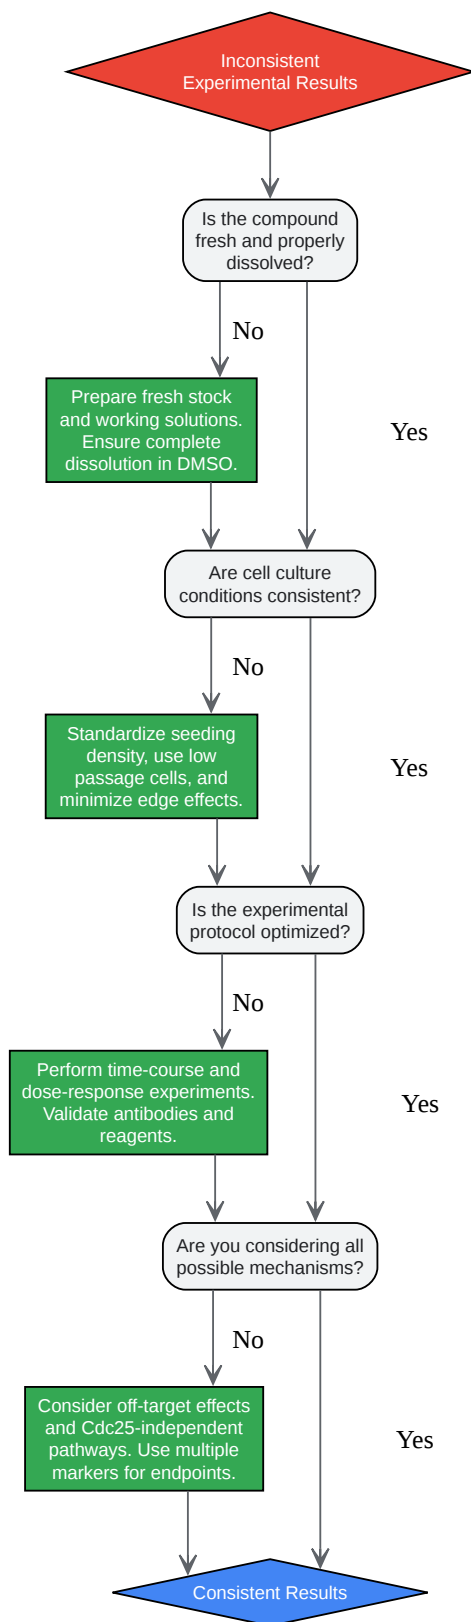 Inconsistent
Experimental Results
Is the compound
fresh and properly
dissolved?
No
Prepare fresh stock
and working solutions.
Ensure complete
dissolution in DMSO.
Yes
Are cell culture
conditions consistent?
No
Standardize seeding
density, use low
passage cells, and
minimize edge effects.
Yes
Is the experimental
protocol optimized?
No
Perform time-course and
dose-response experiments.
Validate antibodies and
reagents.
Yes
Are you considering all
possible mechanisms?
No
Consider off-target effects
and Cdc25-independent
pathways. Use multiple
markers for endpoints.
Yes
Consistent Results